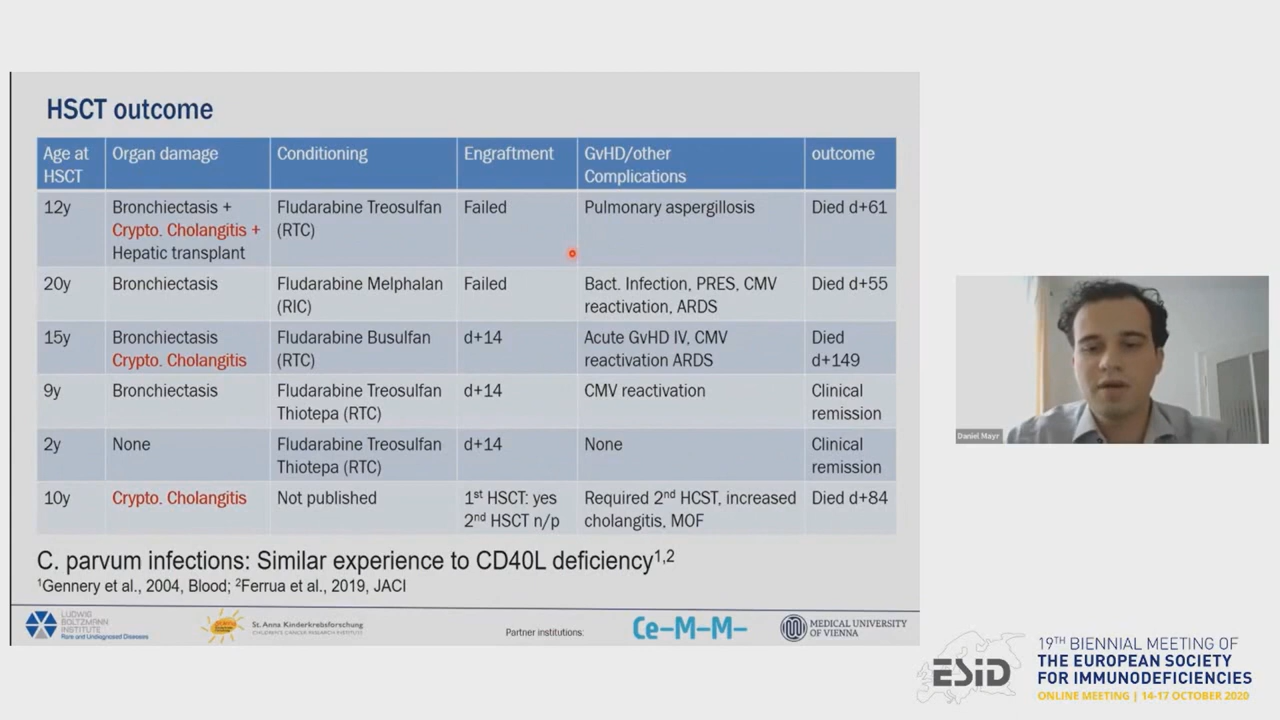 HSCT outcome
Age at HSCT | Organ damage | Conditioning | Engraftment | GvHD/other Complications | outcome
12y | Bronchiectasis + Crypto. Cholangitis + Hepatic transplant | Fludarabine Treosulfan (RTC) | Failed | Pulmonary aspergillosis | Died d+61
20y | Bronchiectasis | Fludarabine Melphalan (RIC) | Failed | Bact. Infection, PRES, CMV reactivation, ARDS | Died d+55
15y | Bronchiectasis Crypto. Cholangitis | Fludarabine Busulfan (RTC) | d+14 | Acute GvHD IV, CMV reactivation ARDS | Died d+149
9y | Bronchiectasis | Fludarabine Treosulfan Thiotepa (RTC) | d+14 | CMV reactivation | Clinical remission
2y | None | Fludarabine Treosulfan Thiotepa (RTC) | d+14 | None | Clinical remission
10y | Crypto. Cholangitis | Not published | 1st HSCT: yes 2nd HSCT n/p | Required 2nd HCST, increased cholangitis, MOF | Died d+84
C. parvum infections: Similar experience to CD40L deficiency1,2
1Gennery et al., 2004, Blood; 2Ferrua et al., 2019, JACI
LUDWIG
BOLTZMANN
INSTITUTE
Rare and Undiagnosed Diseases
St. Anna Kinderkrebsforschung
CHILDREN'S CANCER RESEARCH INSTITUTE
Partner institutions:
Ce-M-M-
MEDICAL UNIVERSITY
OF VIENNA
Daniel Mayr
ESID
19TH BIENNIAL MEETING OF
THE EUROPEAN SOCIETY
FOR IMMUNODEFICIENCIES
ONLINE MEETING | 14-17 OCTOBER 2020